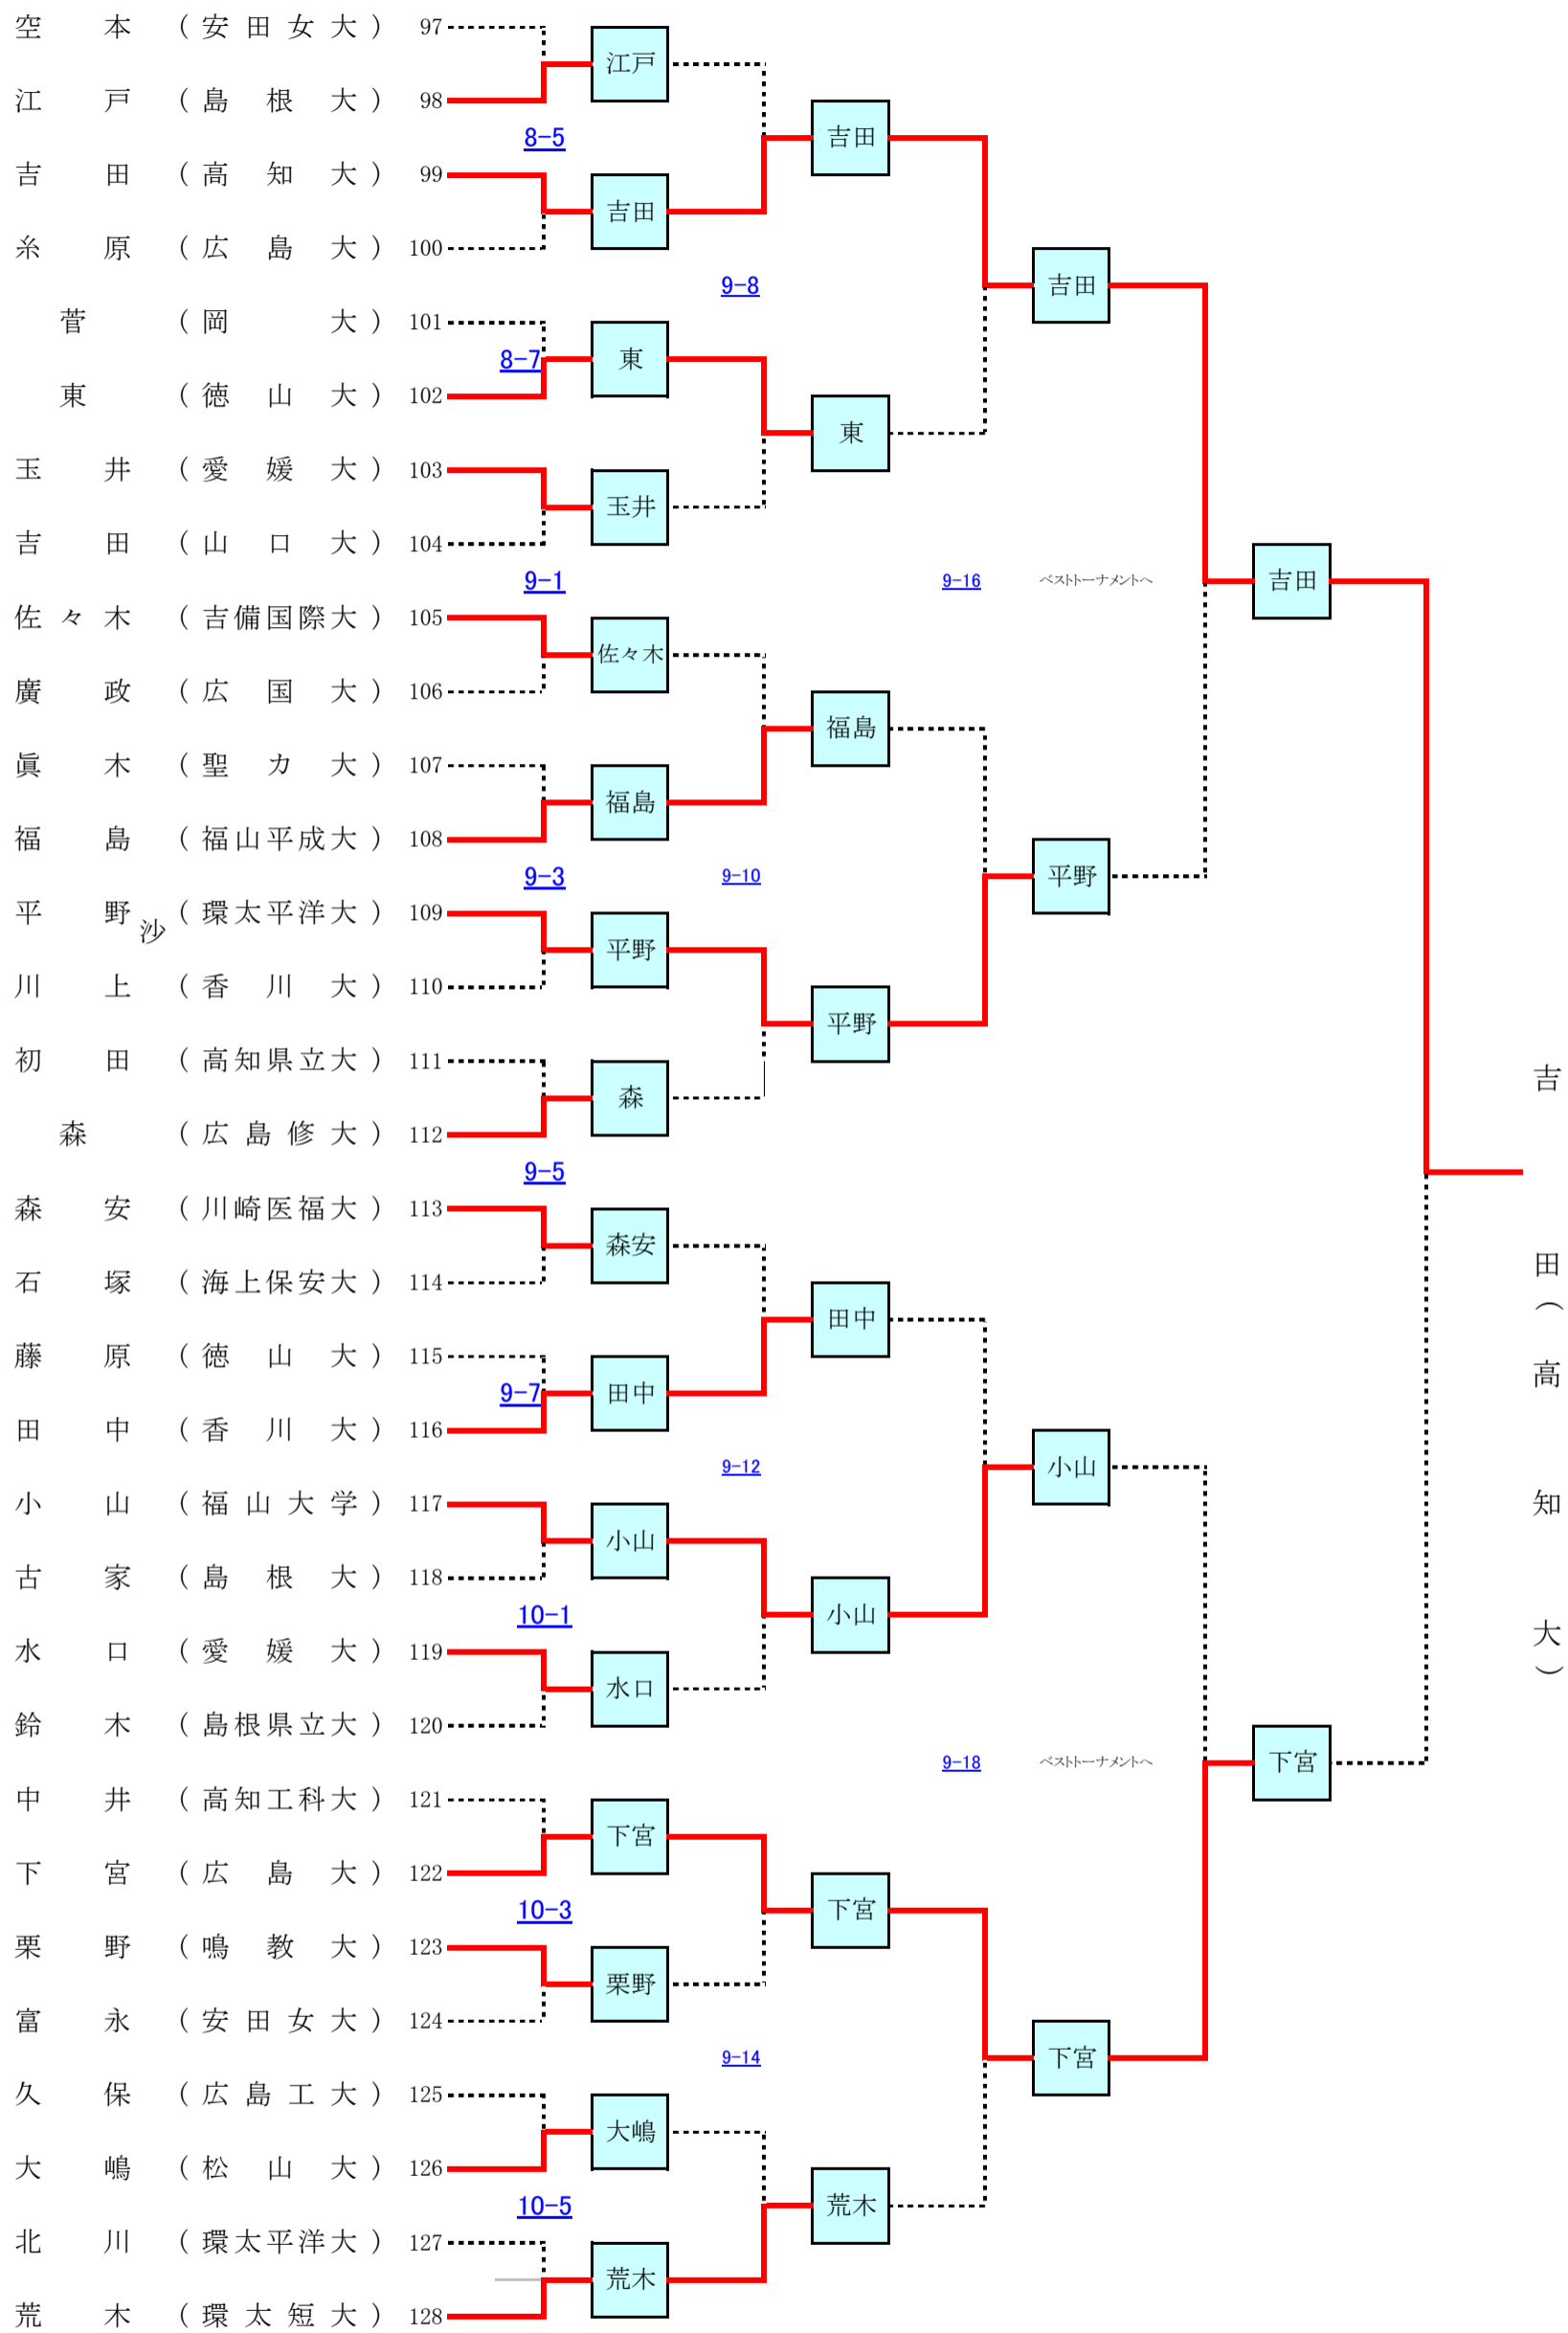 空本（安田女大）97
江戸
江戸（島根大）98
吉田
8-5
吉田（高知大）99
吉田
糸原（広島大）100
9-8
吉田
菅（岡大）101
8-7
東
東（徳山大）102
東
玉井（愛媛大）103
玉井
吉田（山口大）104
9-1
9-16 ベストトーナメントへ
吉田
佐々木（吉備国際大）105
佐々木
廣政（広国大）106
福島
眞木（聖カ大）107
福島
福島（福山平成大）108
9-3
9-10
平野
平野沙（環太平洋大）109
平野
川上（香川大）110
平野
初田（高知県立大）111
森
森（広島修大）112
9-5
吉田（高知大）
森安（川崎医福大）113
森安
石塚（海上保安大）114
田中
藤原（徳山大）115
9-7
田中
田中（香川大）116
9-12
小山
小山（福山大学）117
小山
古家（島根大）118
10-1
小山
水口（愛媛大）119
水口
鈴木（島根県立大）120
9-18 ベストトーナメントへ
下宮
中井（高知工科大）121
下宮
下宮（広島大）122
10-3
下宮
栗野（鳴教大）123
栗野
富永（安田女大）124
9-14
下宮
久保（広島工大）125
大嶋
大嶋（松山大）126
10-5
荒木
北川（環太平洋大）127
荒木
荒木（環太短大）128